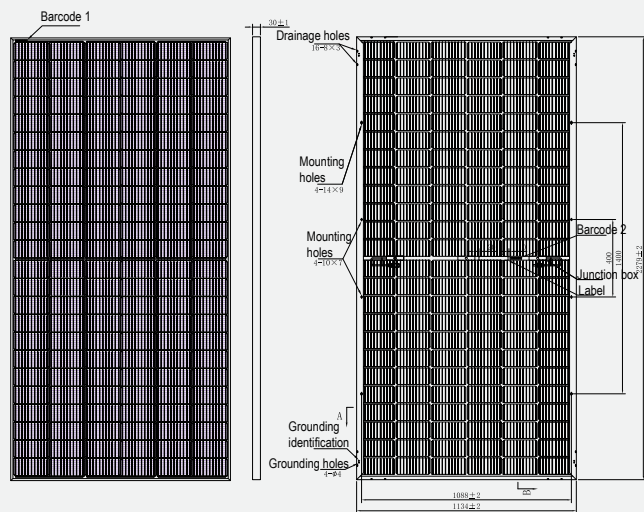 Barcode 1
30±1
Drainage holes
16-8×3
Mounting
holes
4-14×9
Mounting
holes
4-10×7
Barcode 2
Junction box
Label
400
1400
2279±2
A
Grounding
identification
Grounding holes
4-ø4
B
1088±2
1134±2